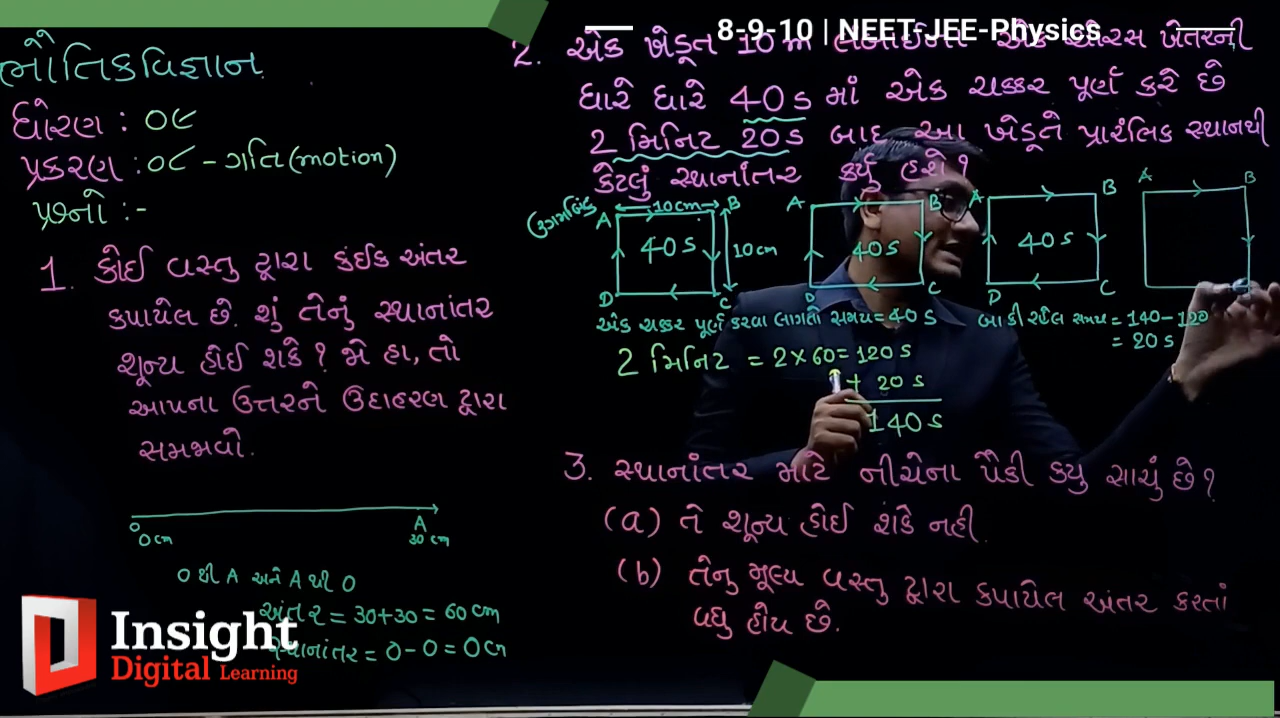 8-9-10 | NEET-JEE-Physics
ભૌતિકવિજ્ઞાન
ધોરણ : ૦૯
પ્રકરણ : ૦૮ - ગતિ (motion)
પ્રશ્નો :-
1. કોઈ વસ્તુ દ્વારા કંઈક અંતર
કપાયેલ છે. શું તેનું સ્થાનાંતર
શૂન્ય હોઈ શકે ? જો હા, તો
આપના ઉત્તરને ઉદાહરણ દ્વારા
સમજાવો.
O A
0 cm 30 cm
O થી A અને A થી O
અંતર = 30+30 = 60 cm
સ્થાનાંતર = 0 - 0 = 0 cm
2. એક ખેડૂત 10 m એક ચોરસ ખેતરની
ધારે ધારે 40 s માં એક ચક્કર પૂર્ણ કરે છે
2 મિનિટ 20 s બાદ આ ખેડૂતે પ્રારંભિક સ્થાનથી
કેટલું સ્થાનાંતર કર્યુ હશે ?
A 10cm B A B A B A B
40 s 10 cm 40 s 40 s
D C D C D C
એક ચક્કર પૂર્ણ કરવા લાગતો સમય = 40 s
બાકી રહેલ સમય = 140 - 120
= 20 s
2 મિનિટ = 2 × 60 = 120 s
+ 20 s
140 s
3. સ્થાનાંતર માટે નીચેના પૈકી કયુ સાચું છે ?
(a) તે શૂન્ય હોઈ શકે નહી.
(b) તેનુ મૂલ્ય વસ્તુ દ્વારા કપાયેલ અંતર કરતાં
વધુ હોય છે.
Insight
Digital Learning